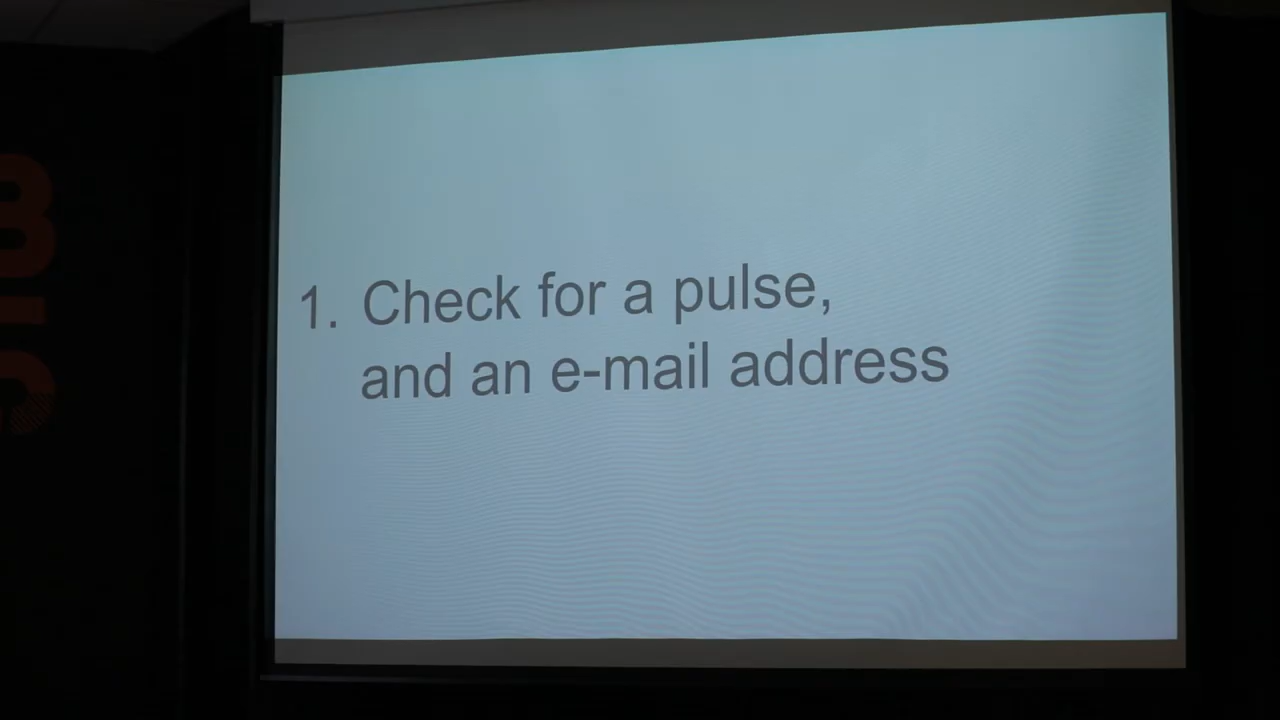 1. Check for a pulse,
and an e-mail address